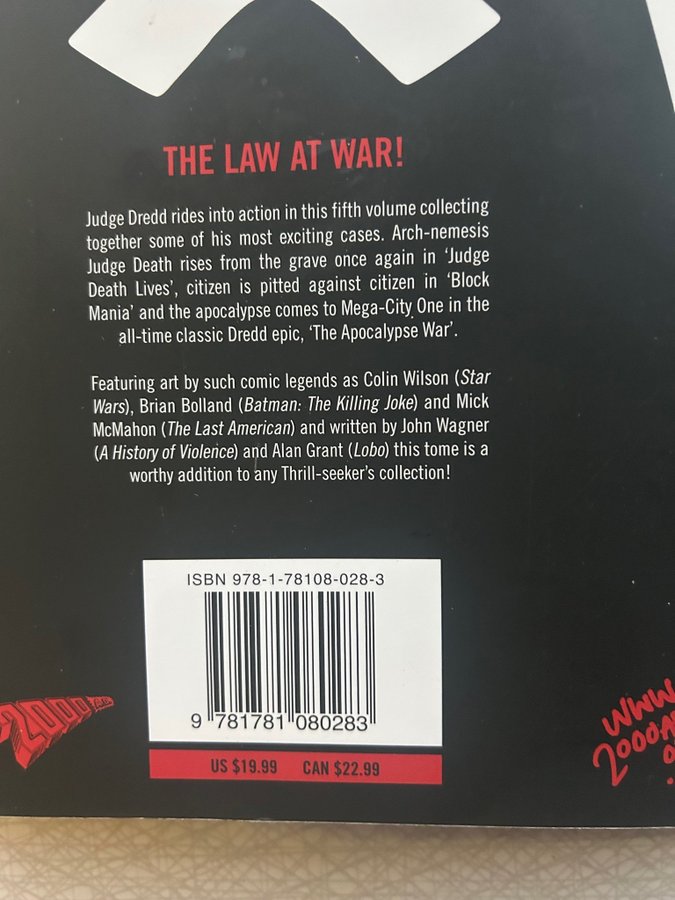 THE LAW AT WAR!
Judge Dredd rides into action in this fifth volume collecting
together some of his most exciting cases. Arch-nemesis
Judge Death rises from the grave once again in ‘Judge
Death Lives’, citizen is pitted against citizen in ‘Block
Mania’ and the apocalypse comes to Mega-City One in the
all-time classic Dredd epic, ‘The Apocalypse War’.
Featuring art by such comic legends as Colin Wilson (Star
Wars), Brian Bolland (Batman: The Killing Joke) and Mick
McMahon (The Last American) and written by John Wagner
(A History of Violence) and Alan Grant (Lobo) this tome is a
worthy addition to any Thrill-seeker’s collection!
ISBN 978-1-78108-028-3
9 781781 080283
US $19.99 CAN $22.99
2000
WWW
2000A